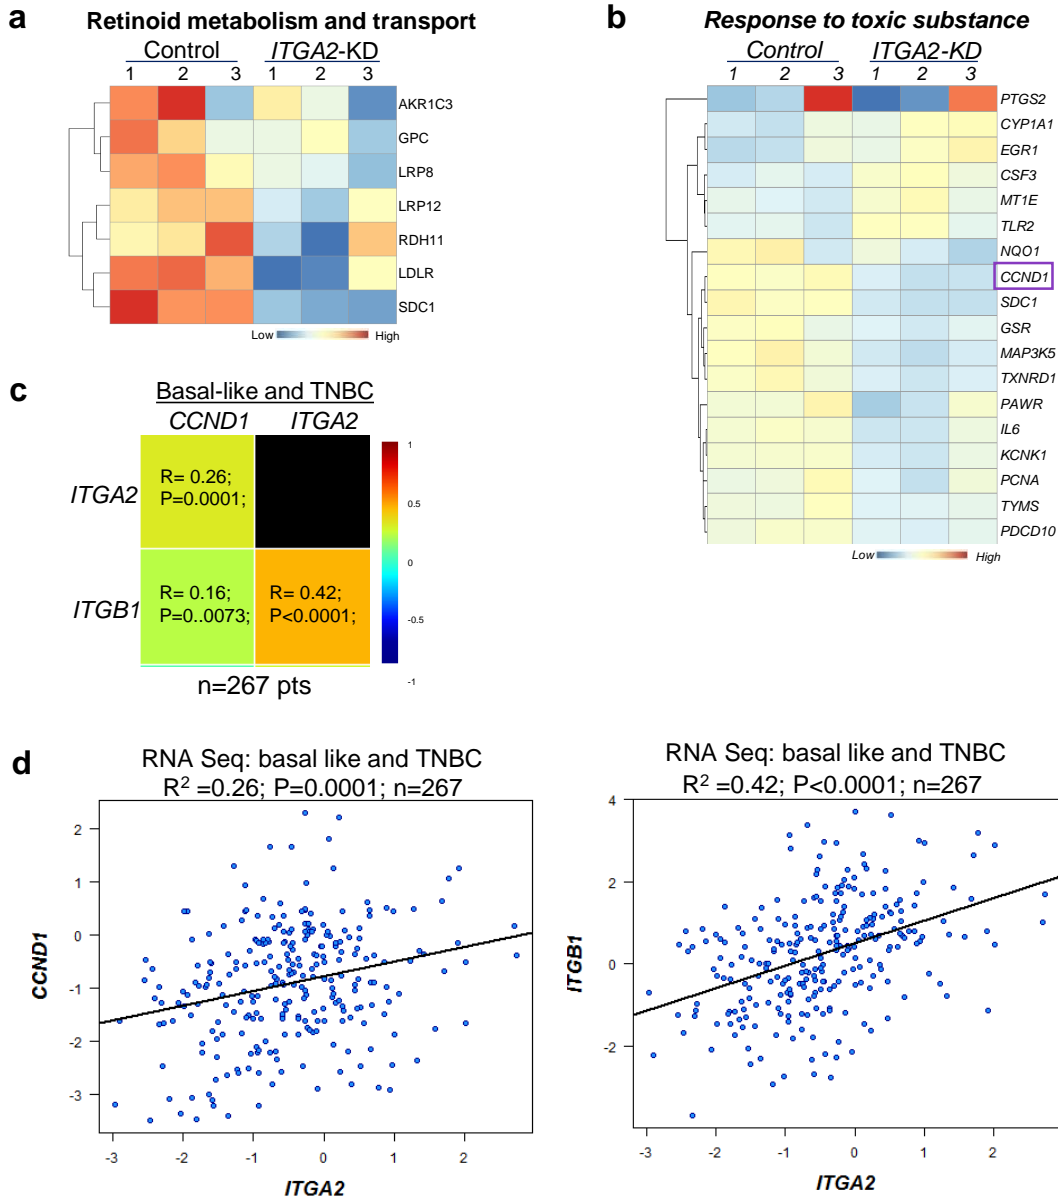 a
Retinoid metabolism and transport
Control ITGA2-KD
1 2 3 1 2 3
AKR1C3
GPC
LRP8
LRP12
RDH11
LDLR
SDC1
Low High
b
Response to toxic substance
Control ITGA2-KD
1 2 3 1 2 3
PTGS2
CYP1A1
EGR1
CSF3
MT1E
TLR2
NQO1
CCND1
SDC1
GSR
MAP3K5
TXNRD1
PAWR
IL6
KCNK1
PCNA
TYMS
PDCD10
Low High
c
Basal-like and TNBC
CCND1 ITGA2
ITGA2
R= 0.26;
P=0.0001;
ITGB1
R= 0.16;
P=0..0073;
R= 0.42;
P<0.0001;
1
0.5
0
-0.5
-1
n=267 pts
d
RNA Seq: basal like and TNBC
R² =0.26; P=0.0001; n=267
CCND1
2
1
0
-1
-2
-3
-3 -2 -1 0 1 2
ITGA2
RNA Seq: basal like and TNBC
R² =0.42; P<0.0001; n=267
ITGB1
4
2
0
-2
-3 -2 -1 0 1 2
ITGA2